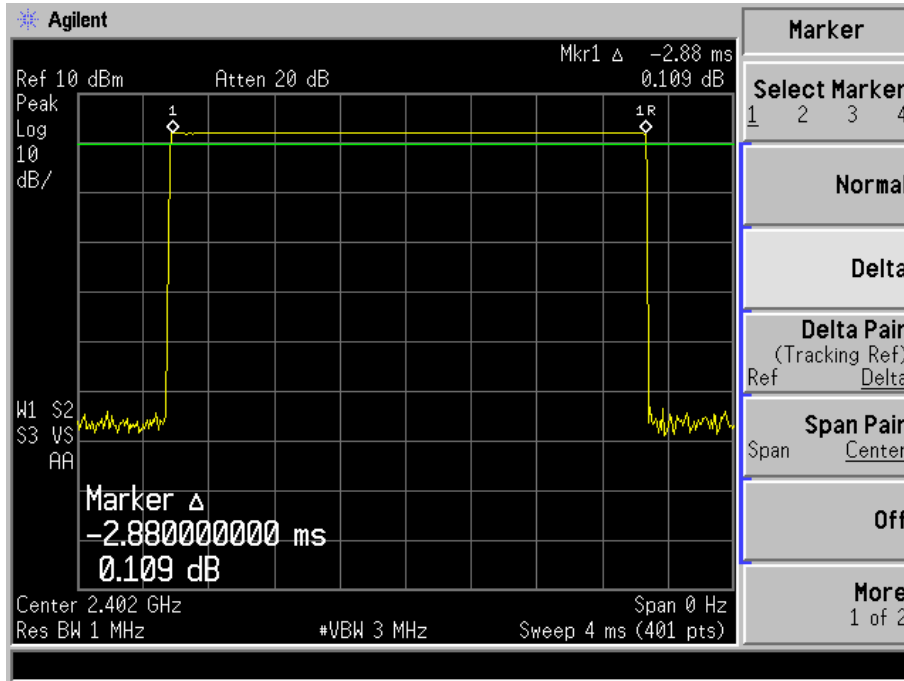 Agilent
Marker
Mkr1 Δ -2.88 ms
Ref 10 dBm Atten 20 dB 0.109 dB
Peak
Log
10
dB/
1
1R
W1 S2
S3 VS
AA
Marker Δ
-2.880000000 ms
0.109 dB
Center 2.402 GHz Span 0 Hz
Res BW 1 MHz #VBW 3 MHz Sweep 4 ms (401 pts)
Select Marker
1 2 3 4
Normal
Delta
Delta Pair
(Tracking Ref)
Ref Delta
Span Pair
Span Center
Off
More
1 of 2